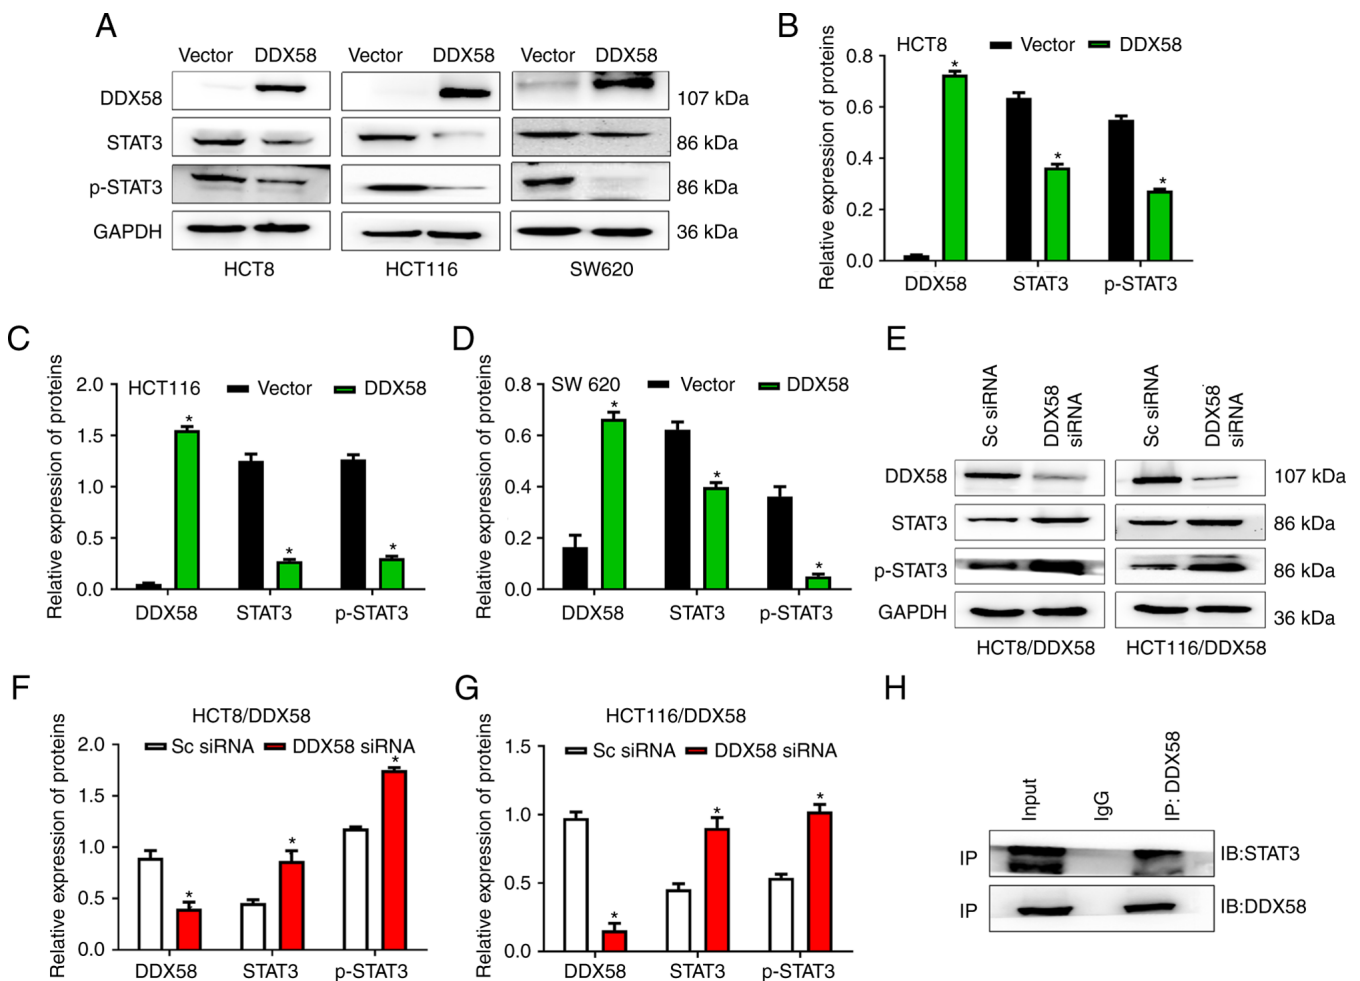 A
Vector DDX58 Vector DDX58 Vector DDX58
DDX58 107 kDa
STAT3 86 kDa
p-STAT3 86 kDa
GAPDH 36 kDa
HCT8 HCT116 SW620
B
HCT8 Vector DDX58
Relative expression of proteins
0.8
0.6
0.4
0.2
0.0
* * *
DDX58 STAT3 p-STAT3
C
HCT116 Vector DDX58
Relative expression of proteins
2.0
1.5
1.0
0.5
0.0
* * *
DDX58 STAT3 p-STAT3
D
SW 620 Vector DDX58
Relative expression of proteins
0.8
0.6
0.4
0.2
0.0
* * *
DDX58 STAT3 p-STAT3
E
Sc siRNA DDX58 siRNA Sc siRNA DDX58 siRNA
DDX58 107 kDa
STAT3 86 kDa
p-STAT3 86 kDa
GAPDH 36 kDa
HCT8/DDX58 HCT116/DDX58
F
HCT8/DDX58
Sc siRNA DDX58 siRNA
Relative expression of proteins
2.0
1.5
1.0
0.5
0.0
* * *
DDX58 STAT3 p-STAT3
G
HCT116/DDX58
Sc siRNA DDX58 siRNA
Relative expression of proteins
1.5
1.0
0.5
0.0
* * *
DDX58 STAT3 p-STAT3
H
Input IgG IP: DDX58
IP IB:STAT3
IP IB:DDX58